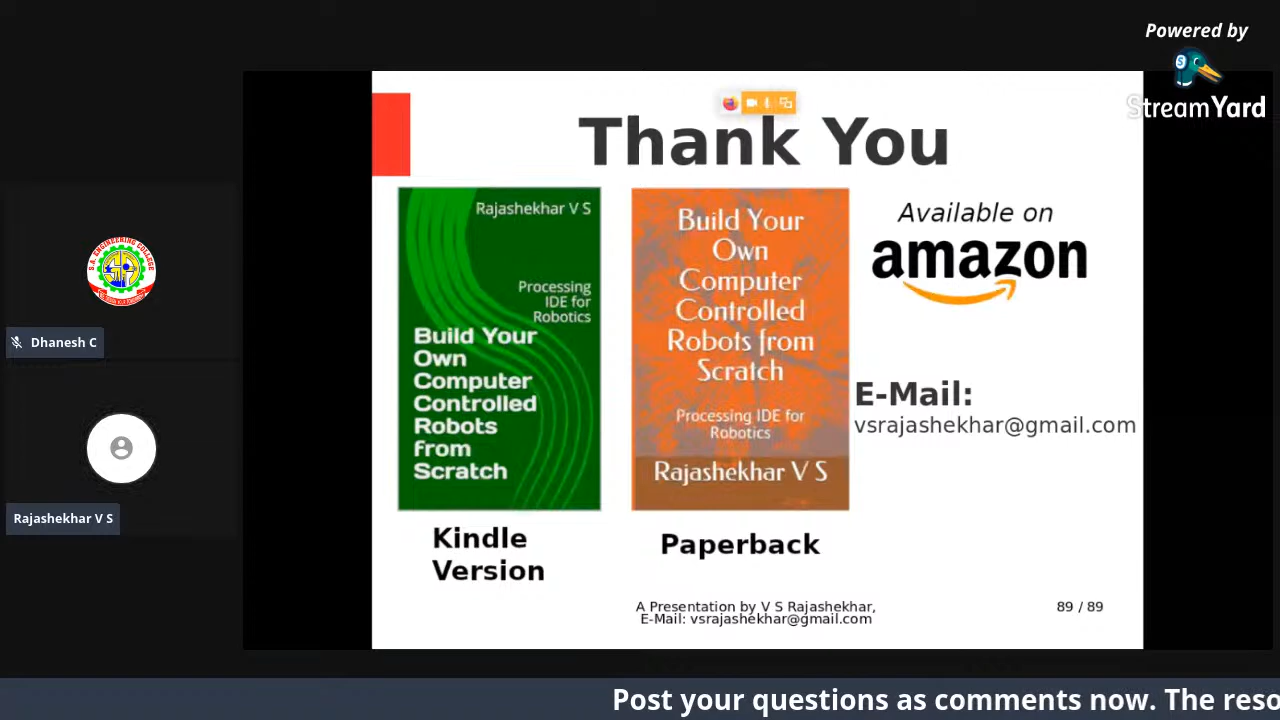 Powered by
StreamYard
Thank You
Rajashekhar V S
Processing
IDE for
Robotics
Build Your
Own
Computer
Controlled
Robots
from
Scratch
Kindle
Version
Build Your
Own
Computer
Controlled
Robots from
Scratch
Processing IDE for
Robotics
Rajashekhar V S
Paperback
Available on
amazon
E-Mail:
vsrajashekhar@gmail.com
A Presentation by V S Rajashekhar,
E-Mail: vsrajashekhar@gmail.com
89 / 89
S.A. ENGINEERING COLLEGE
Dhanesh C
Rajashekhar V S
Post your questions as comments now. The reso